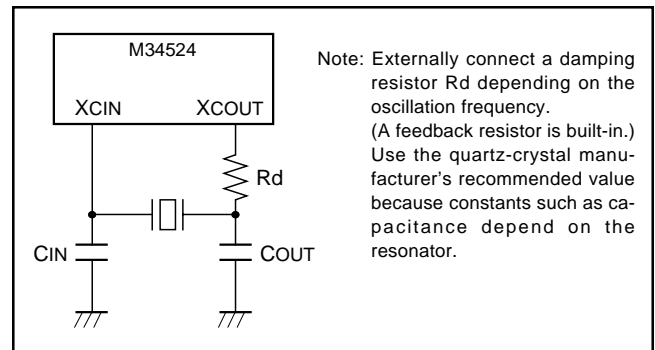 M34524
XCIN XCOUT
Rd
CIN COUT
Note: Externally connect a damping
resistor Rd depending on the
oscillation frequency.
(A feedback resistor is built-in.)
Use the quartz-crystal manu-
facturer's recommended value
because constants such as ca-
pacitance depend on the
resonator.